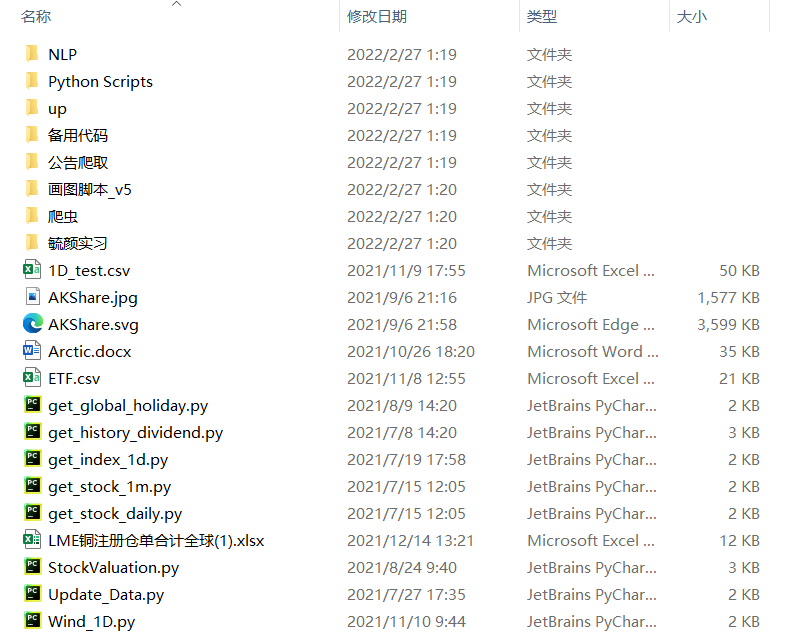 名称 修改日期 类型 大小
NLP 2022/2/27 1:19 文件夹
Python Scripts 2022/2/27 1:19 文件夹
up 2022/2/27 1:19 文件夹
备用代码 2022/2/27 1:19 文件夹
公告爬取 2022/2/27 1:19 文件夹
画图脚本_v5 2022/2/27 1:20 文件夹
爬虫 2022/2/27 1:20 文件夹
毓颜实习 2022/2/27 1:20 文件夹
1D_test.csv 2021/11/9 17:55 Microsoft Excel ... 50 KB
AKShare.jpg 2021/9/6 21:16 JPG 文件 1,577 KB
AKShare.svg 2021/9/6 21:58 Microsoft Edge ... 3,599 KB
Arctic.docx 2021/10/26 18:20 Microsoft Word ... 35 KB
ETF.csv 2021/11/8 12:55 Microsoft Excel ... 21 KB
get_global_holiday.py 2021/8/9 14:20 JetBrains PyChar... 2 KB
get_history_dividend.py 2021/7/8 14:20 JetBrains PyChar... 3 KB
get_index_1d.py 2021/7/19 17:58 JetBrains PyChar... 2 KB
get_stock_1m.py 2021/7/15 12:05 JetBrains PyChar... 2 KB
get_stock_daily.py 2021/7/15 12:05 JetBrains PyChar... 2 KB
LME铜注册仓单合计全球(1).xlsx 2021/12/14 13:21 Microsoft Excel ... 12 KB
StockValuation.py 2021/8/24 9:40 JetBrains PyChar... 3 KB
Update_Data.py 2021/7/27 17:35 JetBrains PyChar... 2 KB
Wind_1D.py 2021/11/10 9:44 JetBrains PyChar... 2 KB